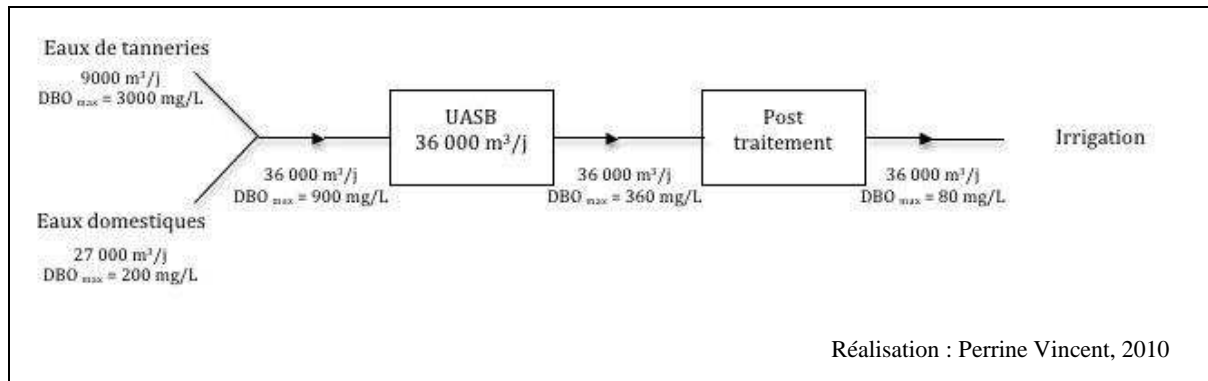 Eaux de tanneries
9000 m³/j
DBO max = 3000 mg/L
Eaux domestiques
27 000 m³/j
DBO max = 200 mg/L
36 000 m³/j
DBO max = 900 mg/L
UASB
36 000 m³/j
36 000 m³/j
DBO max = 360 mg/L
Post
traitement
36 000 m³/j
DBO max = 80 mg/L
Irrigation
Réalisation : Perrine Vincent, 2010